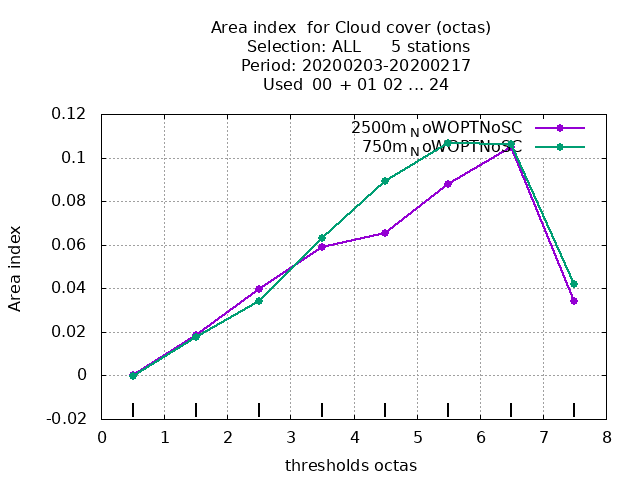 Area index  for Cloud cover (octas)
Selection: ALL      5 stations
Period: 20200203-20200217
Used  00 + 01 02 ... 24
2500m_NoWOPTNoSC
750m_NoWOPTNoSC
0.12
0.1
0.08
0.06
0.04
0.02
0
-0.02
Area index
0 1 2 3 4 5 6 7 8
thresholds octas